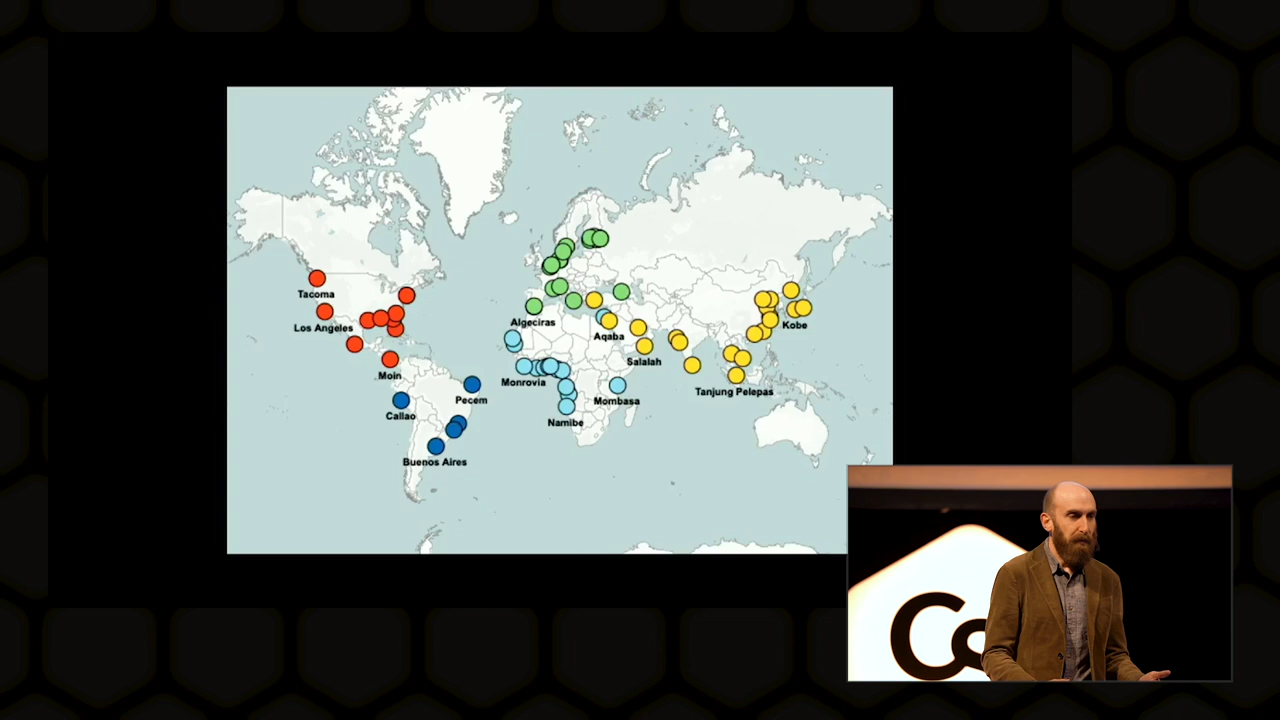 Tacoma
Los Angeles
Moin
Callao
Pecem
Buenos Aires
Algeciras
Monrovia
Namibe
Mombasa
Aqaba
Salalah
Tanjung Pelepas
Kobe